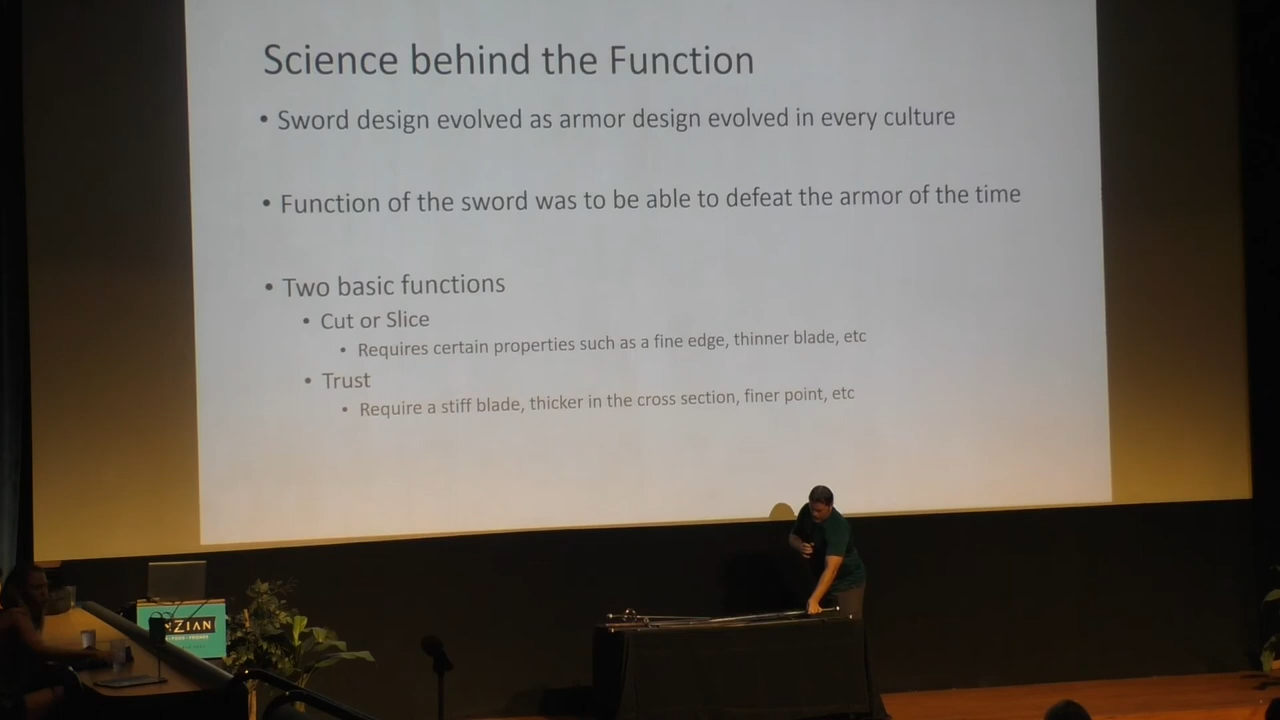 Science behind the Function
• Sword design evolved as armor design evolved in every culture
• Function of the sword was to be able to defeat the armor of the time
• Two basic functions
• Cut or Slice
• Requires certain properties such as a fine edge, thinner blade, etc
• Trust
• Require a stiff blade, thicker in the cross section, finer point, etc
ZIAN